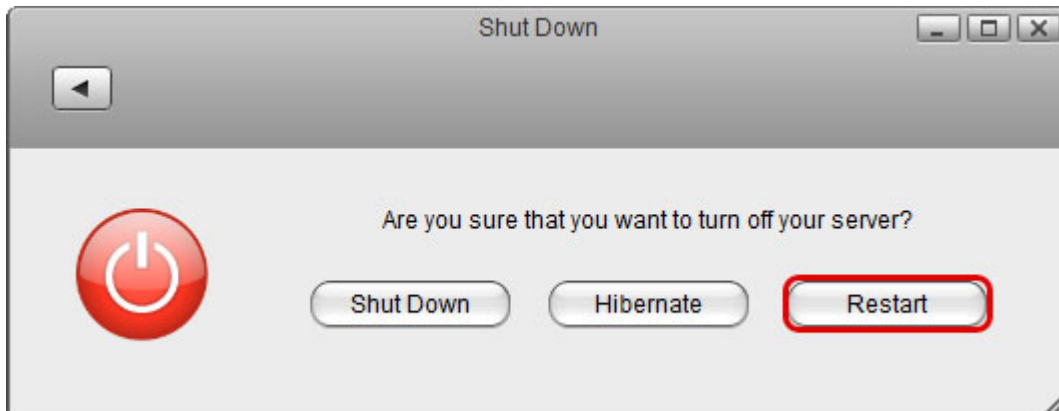 Shut Down
Are you sure that you want to turn off your server?
Shut Down Hibernate Restart